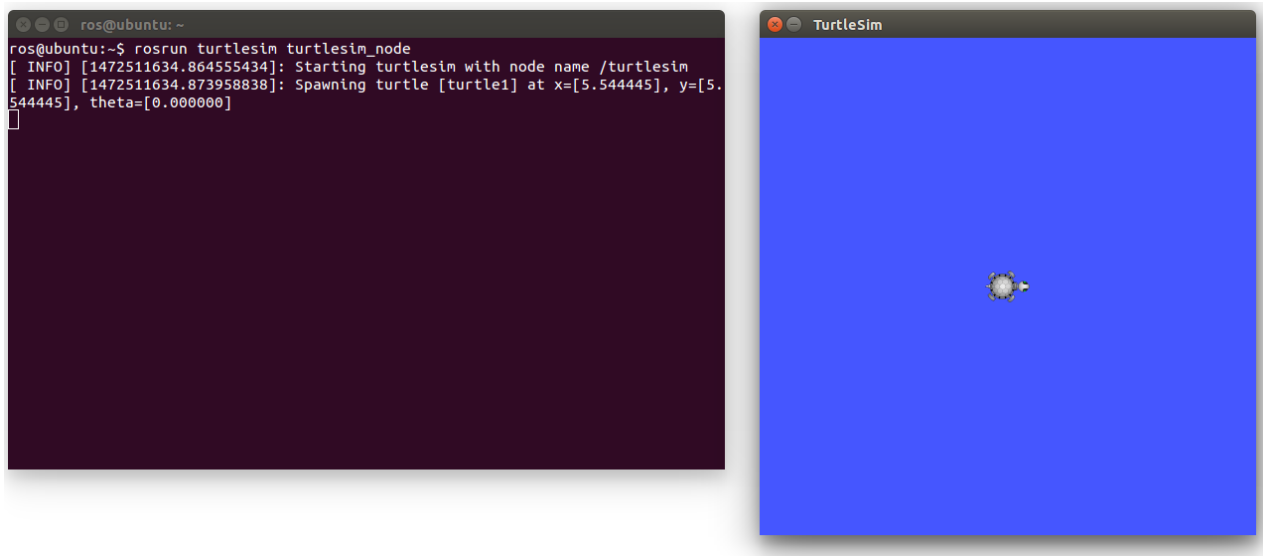 ros@ubuntu: ~
ros@ubuntu:~$ rosrun turtlesim turtlesim_node
[ INFO] [1472511634.864555434]: Starting turtlesim with node name /turtlesim
[ INFO] [1472511634.873958838]: Spawning turtle [turtle1] at x=[5.544445], y=[5.
544445], theta=[0.000000]
TurtleSim